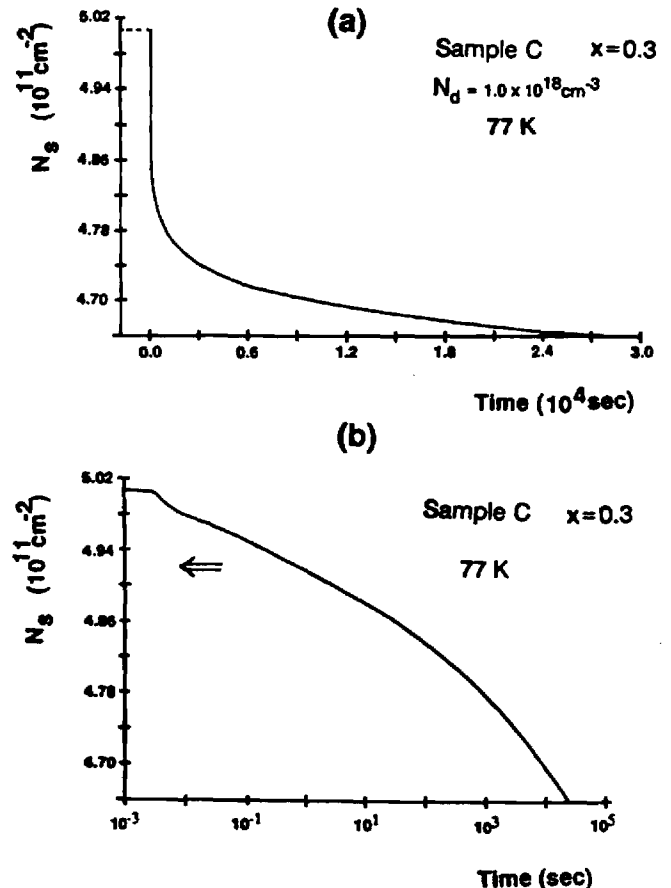 (a)
5.02
4.94
4.86
4.78
4.70
N_s (10^11 cm^-2)
Sample C x=0.3
N_d = 1.0 x 10^18 cm^-3
77 K
0.0 0.6 1.2 1.8 2.4 3.0
Time (10^4 sec)
(b)
5.02
4.94
4.86
4.78
4.70
N_s (10^11 cm^-2)
Sample C x=0.3
77 K
10^-3 10^-1 10^1 10^3 10^5
Time (sec)